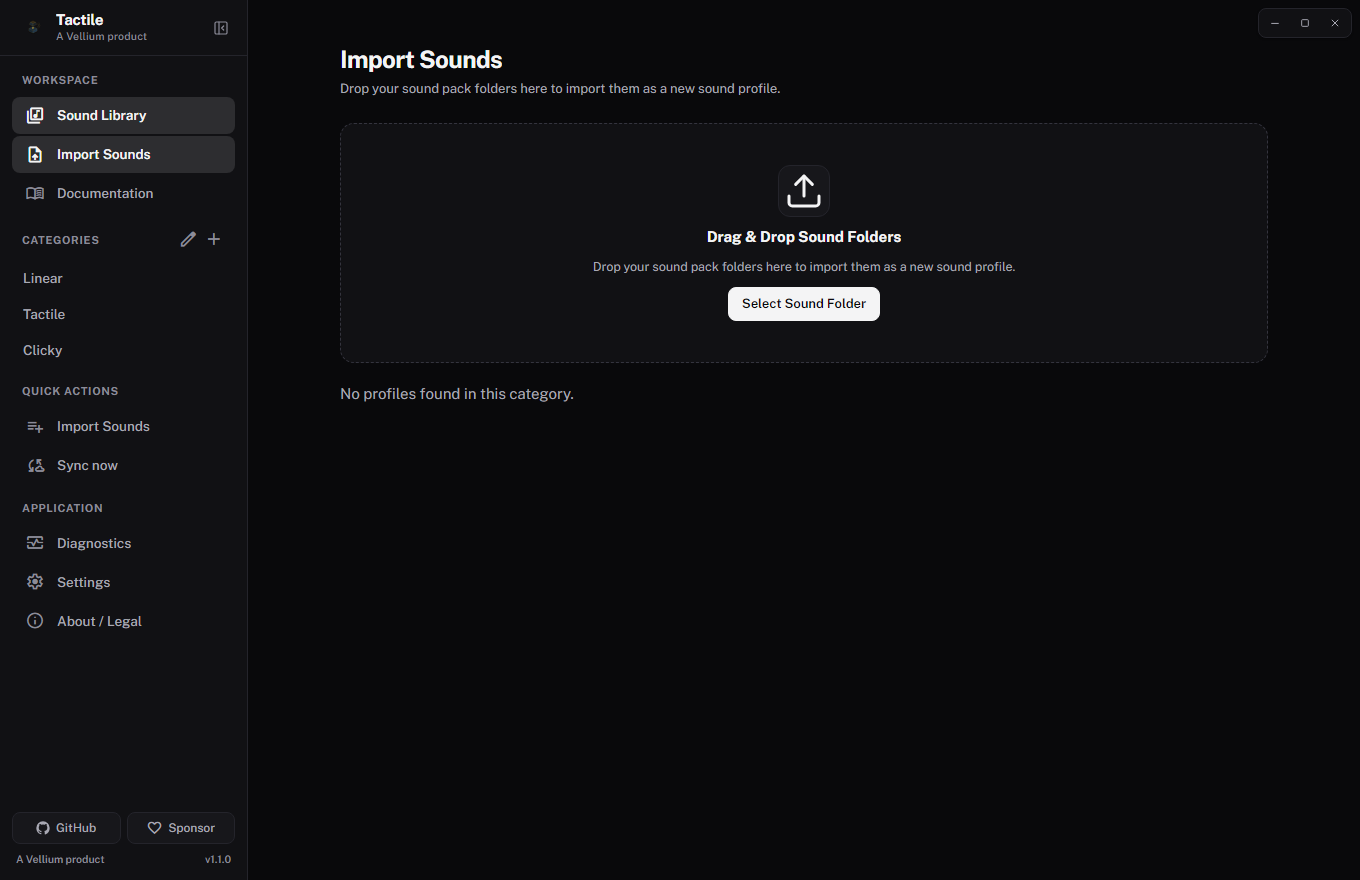 Tactile
A Vellium product
WORKSPACE
Sound Library
Import Sounds
Documentation
CATEGORIES
Linear
Tactile
Clicky
QUICK ACTIONS
Import Sounds
Sync now
APPLICATION
Diagnostics
Settings
About / Legal
GitHub
Sponsor
A Vellium product
v1.1.0
Import Sounds
Drop your sound pack folders here to import them as a new sound profile.
Drag & Drop Sound Folders
Drop your sound pack folders here to import them as a new sound profile.
Select Sound Folder
No profiles found in this category.